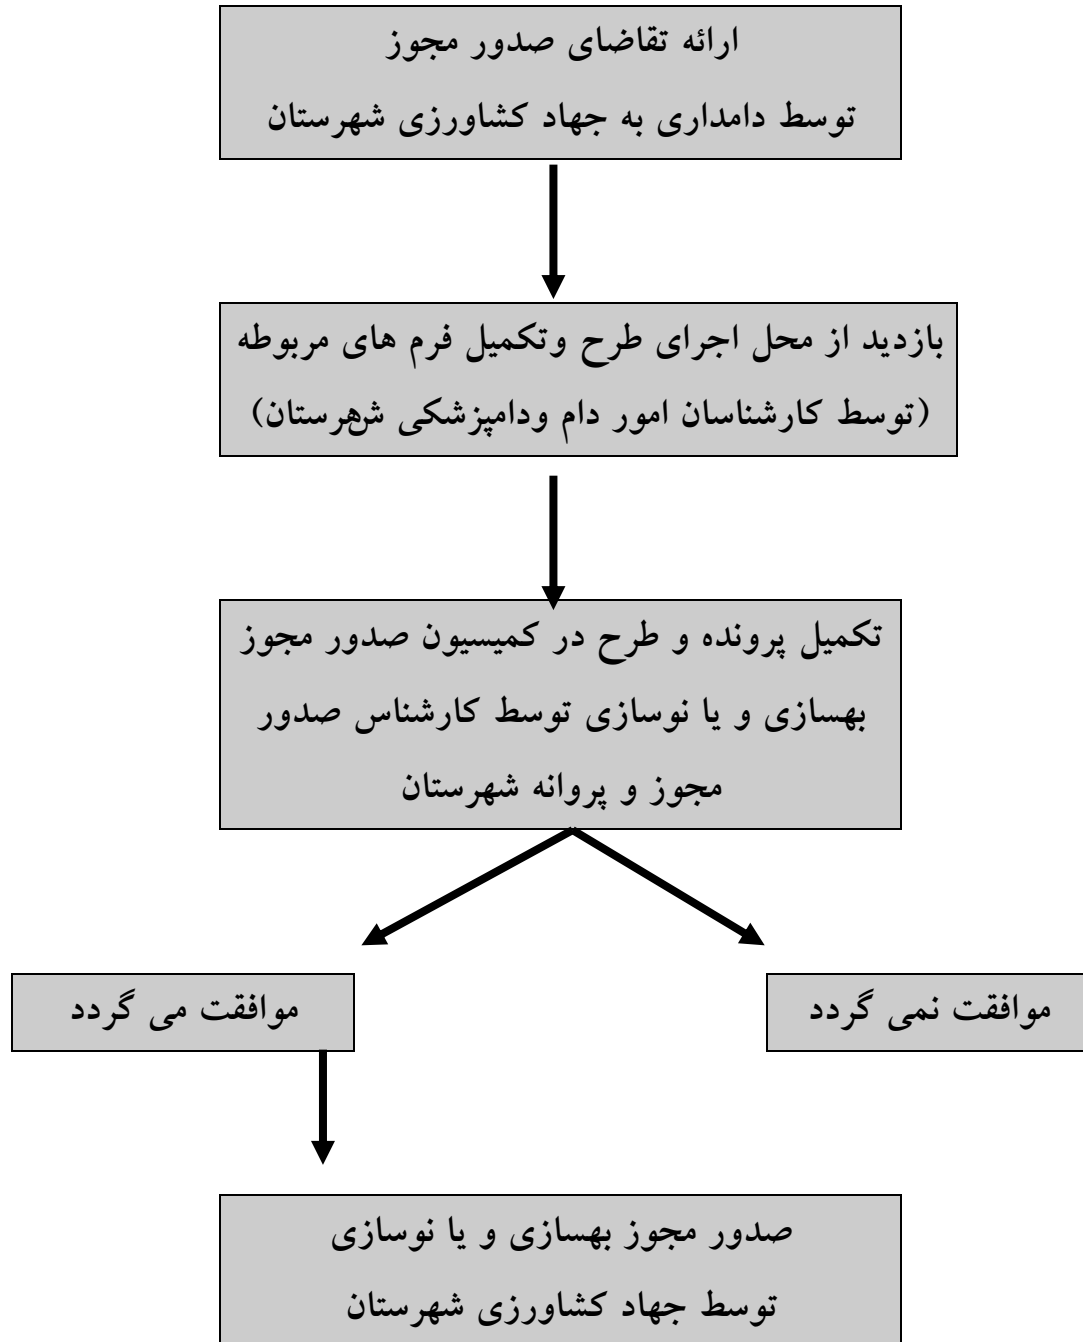 ارائه تقاضای صدور مجوز
توسط دامداری به جهاد کشاورزی شهرستان
بازدید از محل اجرای طرح وتکمیل فرم های مربوطه
(توسط کارشناسان امور دام ودامپزشکی شهرستان)
تکمیل پرونده و طرح در کمیسیون صدور مجوز
بهسازی و یا نوسازی توسط کارشناس صدور
مجوز و پروانه شهرستان
موافقت نمی گردد
موافقت می گردد
صدور مجوز بهسازی و یا نوسازی
توسط جهاد کشاورزی شهرستان